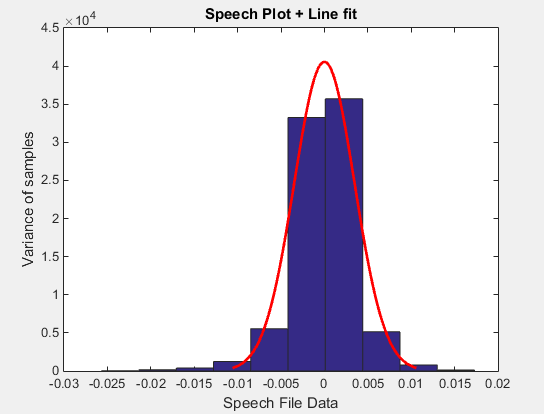 Speech Plot + Line fit
×10⁴
4.5
4
3.5
3
2.5
2
1.5
1
0.5
0
Variance of samples
-0.03 -0.025 -0.02 -0.015 -0.01 -0.005 0 0.005 0.01 0.015 0.02
Speech File Data